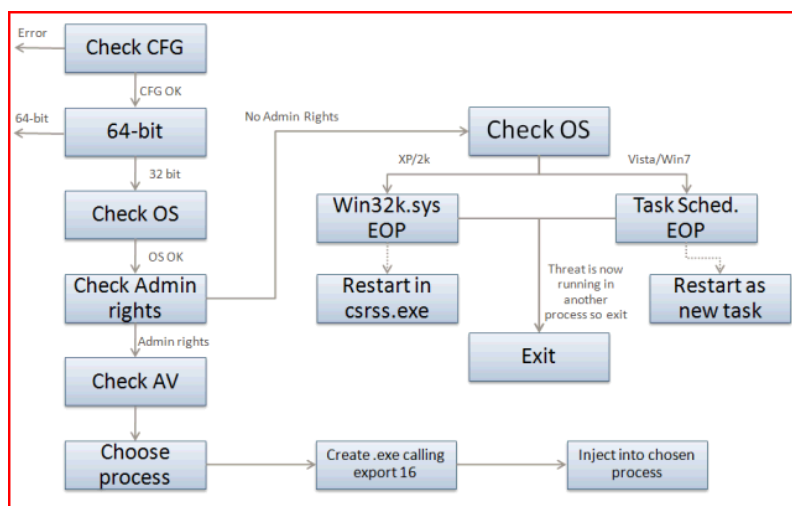 Error
Check CFG
CFG OK
64-bit
64-bit
32 bit
Check OS
OS OK
Check Admin
rights
Admin rights
Check AV
Choose
process
Create .exe calling
export 16
Inject into chosen
process
No Admin Rights
Check OS
XP/2k
Vista/Win7
Win32k.sys
EOP
Task Sched.
EOP
Restart in
csrss.exe
Threat is now
running in
another
process so exit
Restart as
new task
Exit